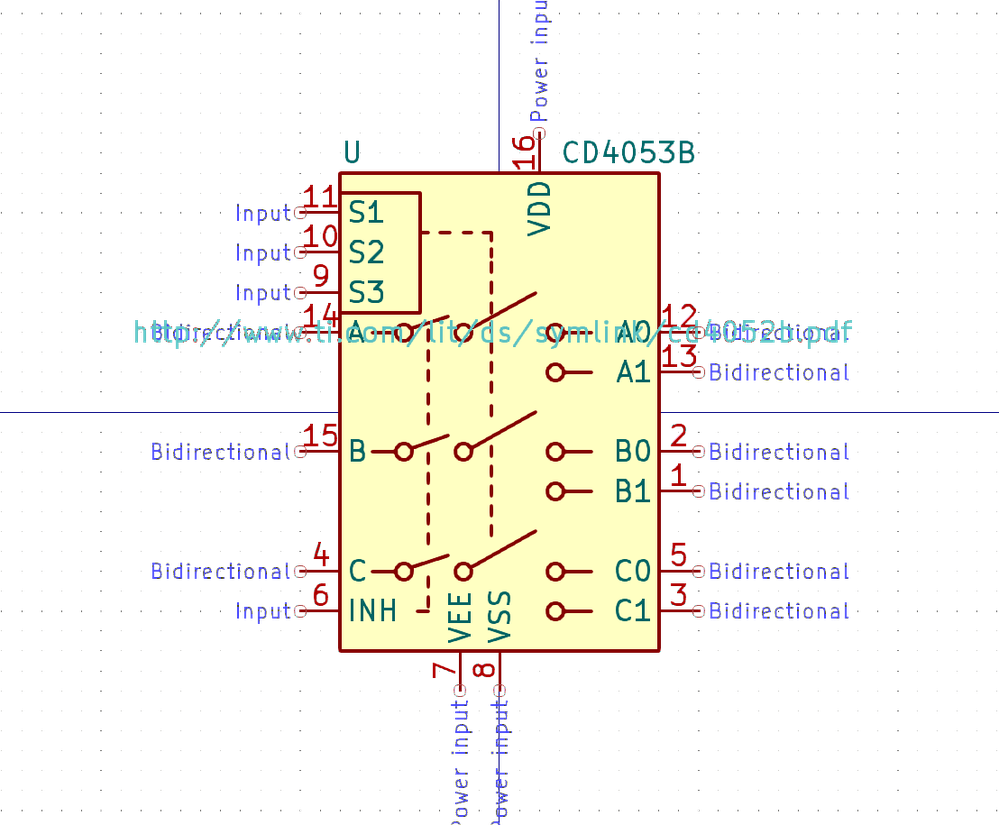 Power inpu
16
U
CD4053B
VDD
Input
11
S1
Input
10
S2
Input
9
S3
Bidirectional
14
A
A0
12
Bidirectional
http://www.ti.com/lit/ds/symlink/cd4052b.pdf
A1
13
Bidirectional
Bidirectional
15
B
B0
2
Bidirectional
B1
1
Bidirectional
Bidirectional
4
C
C0
5
Bidirectional
Input
6
INH
VEE
VSS
C1
3
Bidirectional
7
8
Power input
Power input